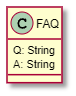 C FAQ
Q: String
A: String